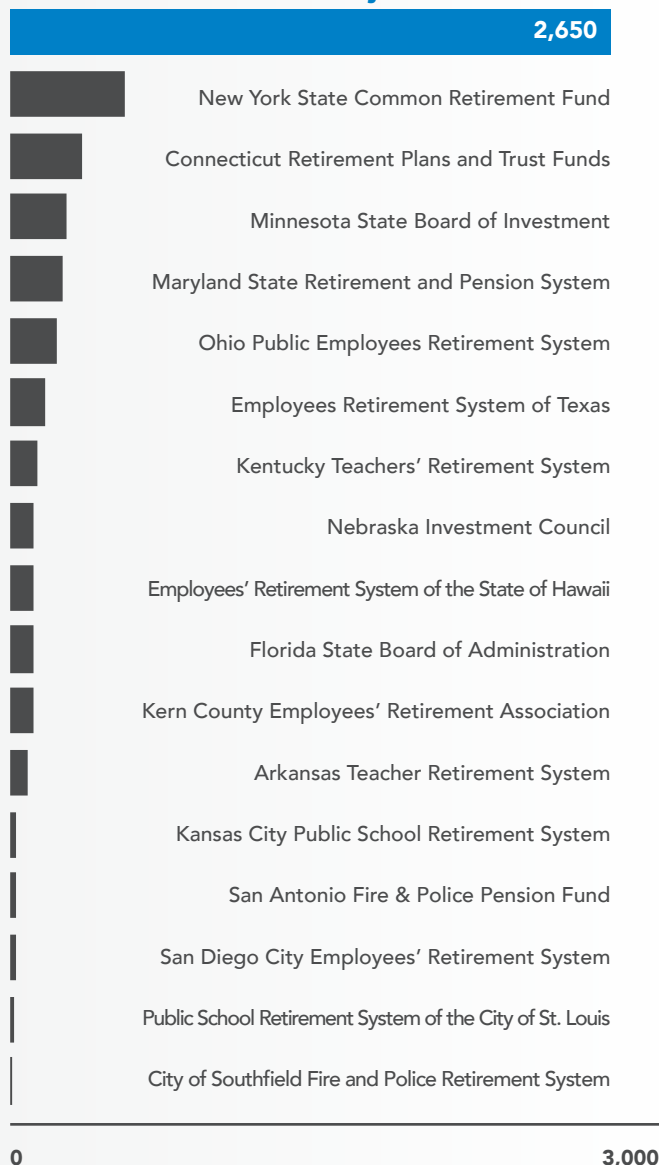 2,650
New York State Common Retirement Fund
Connecticut Retirement Plans and Trust Funds
Minnesota State Board of Investment
Maryland State Retirement and Pension System
Ohio Public Employees Retirement System
Employees Retirement System of Texas
Kentucky Teachers’ Retirement System
Nebraska Investment Council
Employees’ Retirement System of the State of Hawaii
Florida State Board of Administration
Kern County Employees’ Retirement Association
Arkansas Teacher Retirement System
Kansas City Public School Retirement System
San Antonio Fire & Police Pension Fund
San Diego City Employees’ Retirement System
Public School Retirement System of the City of St. Louis
City of Southfield Fire and Police Retirement System
0 3,000